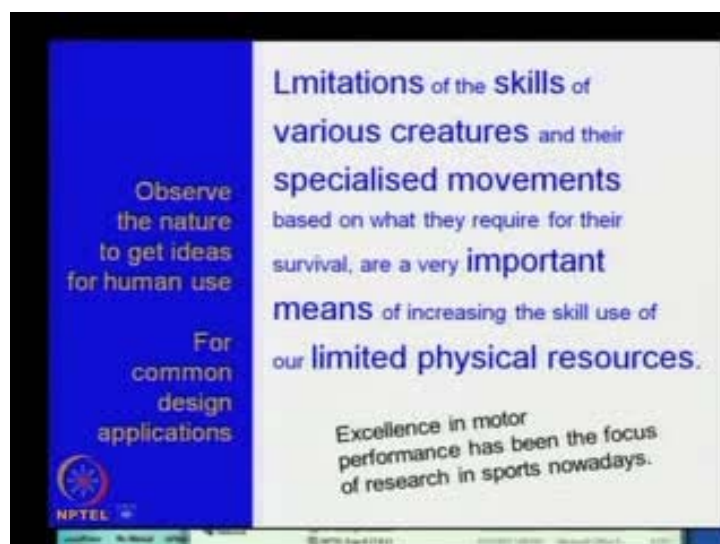 Observe
the nature
to get ideas
for human use
For
common
design
applications
Lmitations of the skills of
various creatures and their
specialised movements
based on what they require for their
survival, are a very important
means of increasing the skill use of
our limited physical resources.
Excellence in motor
performance has been the focus
of research in sports nowadays.
NPTEL